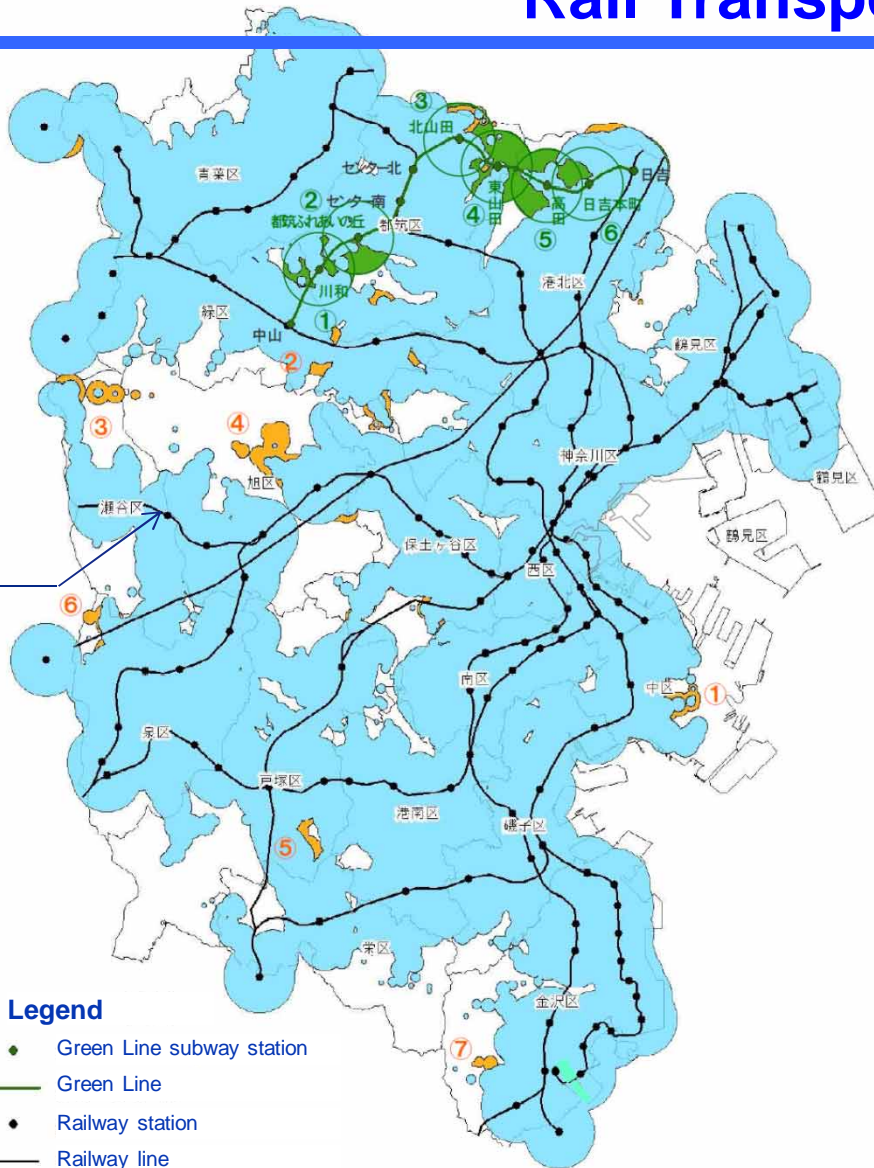 Rail Transpo
③
北山田
青葉区
センター北
日吉
②
センター南
東山田
高田
日吉本町
都筑ふれあいの丘
都筑区
④
⑤
⑥
川和
港北区
緑区
①
中山
鶴見区
②
③
④
旭区
神奈川区
鶴見区
瀬谷区
鶴見区
保土ヶ谷区
西区
⑥
南区
中区
①
泉区
戸塚区
港南区
磯子区
⑤
栄区
金沢区
⑦
Legend
Green Line subway station
Green Line
Railway station
Railway line